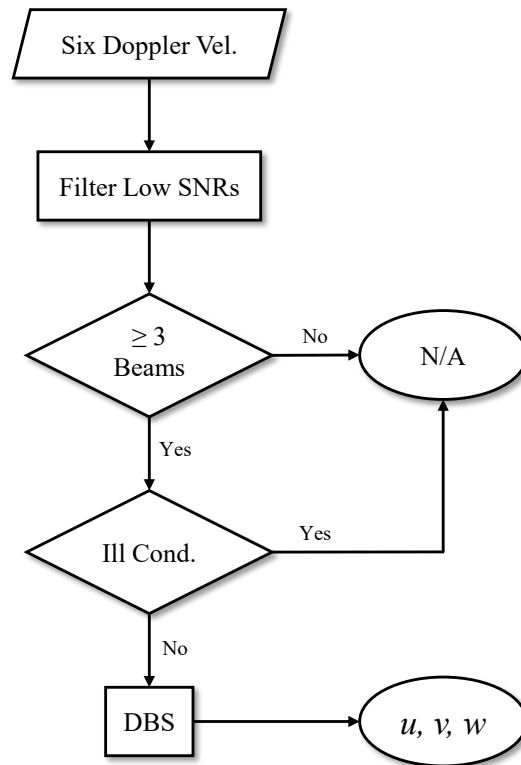 Six Doppler Vel.
Filter Low SNRs
≥ 3
Beams
No
N/A
Yes
Ill Cond.
Yes
No
DBS
u, v, w